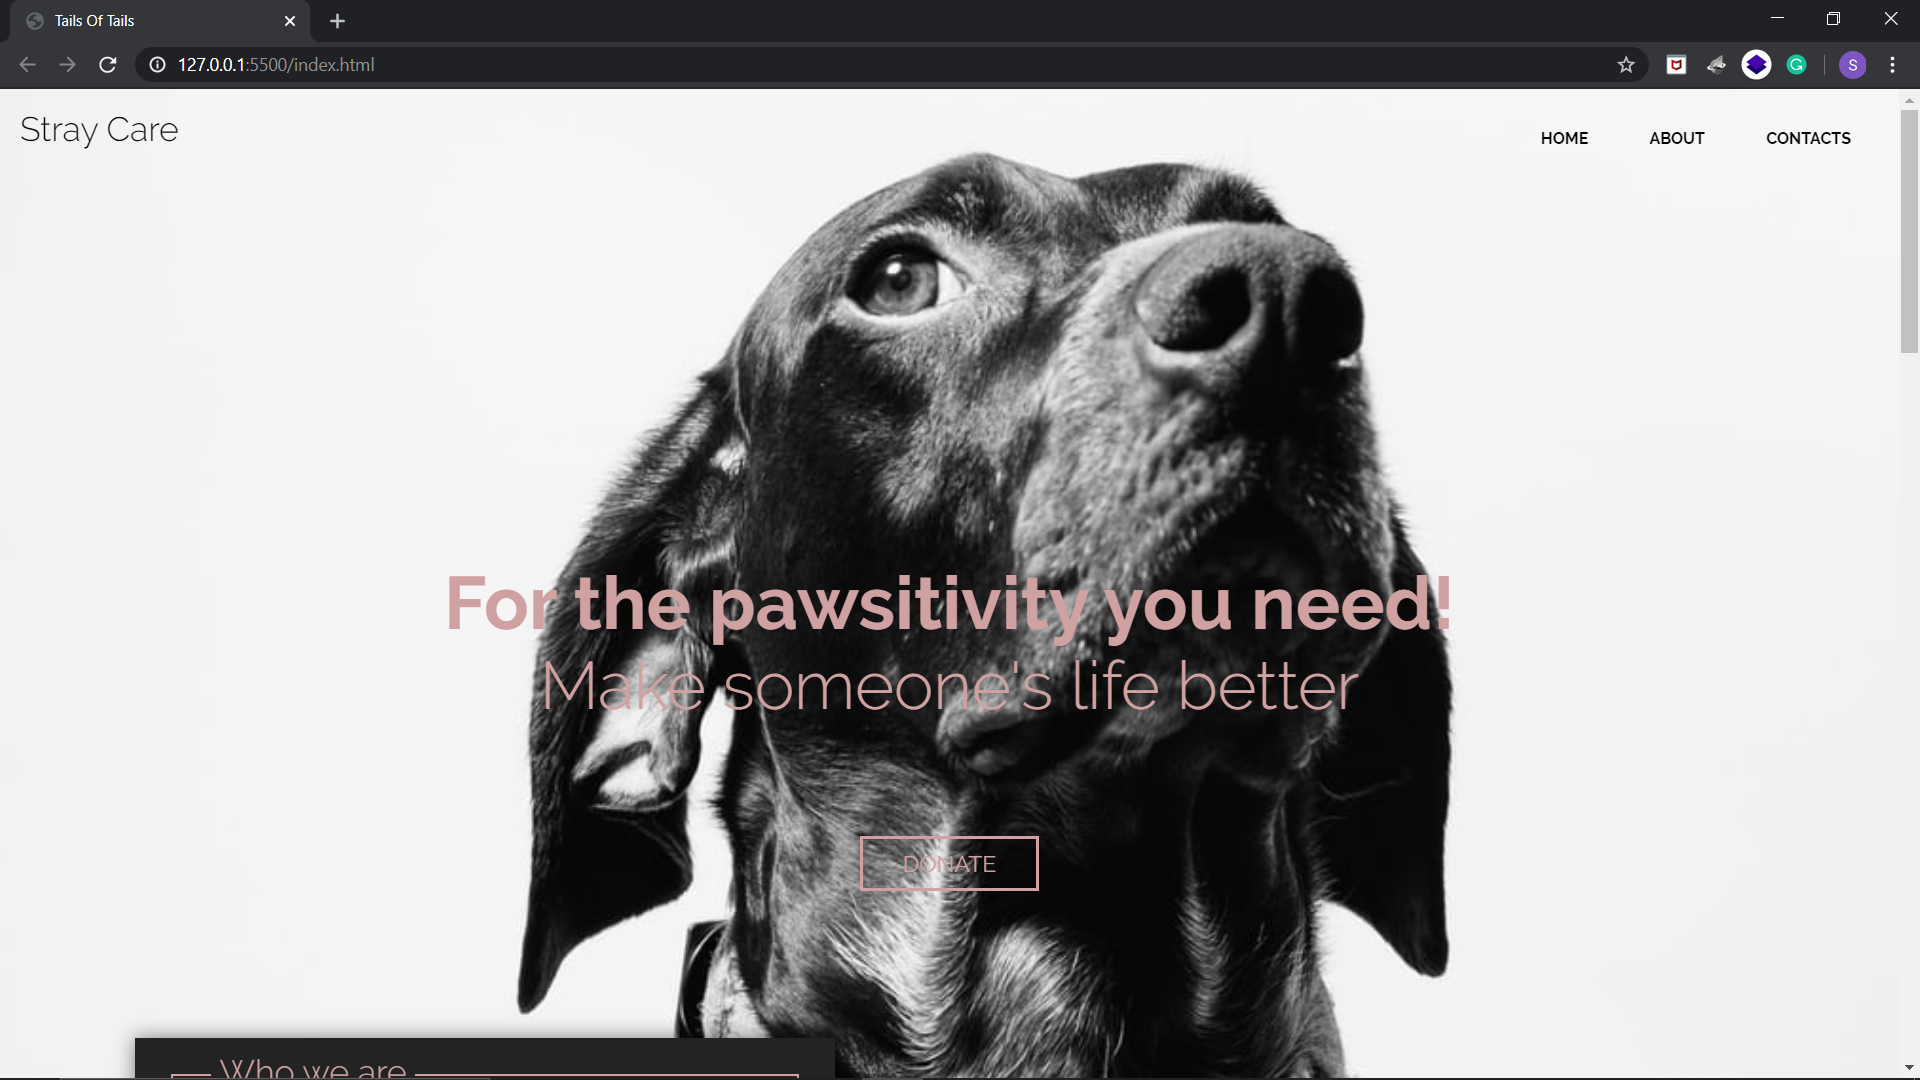 Tails Of Tails
127.0.0.1:5500/index.html
S
Stray Care
HOME ABOUT CONTACTS
For the pawsitivity you need!
Make someone's life better
DONATE
Who we are